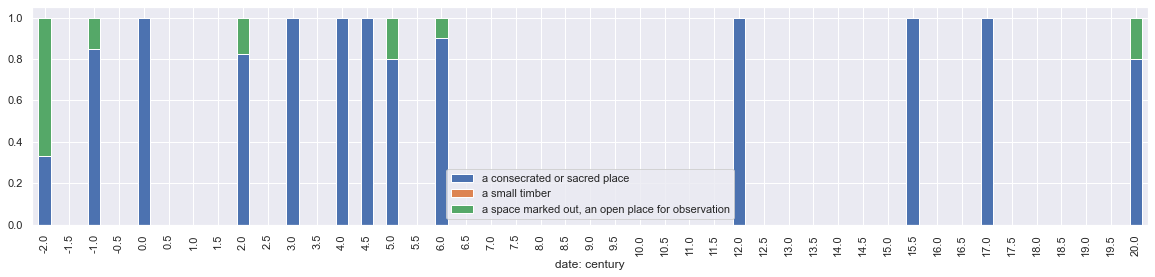 1.0
0.8
0.6
0.4
0.2
0.0
a consecrated or sacred place
a small timber
a space marked out, an open place for observation
-2.0 -1.5 -1.0 -0.5 0.0 0.5 1.0 1.5 2.0 2.5 3.0 3.5 4.0 4.5 5.0 6.0 6.5 7.0 7.5 8.0 8.5 9.0 9.5 10.0 10.5 11.0 11.5 12.0 12.5 13.0 13.5 14.0 14.5 15.0 15.5 16.0 17.0 17.5 18.0 18.5 19.0 19.5 20.0
date: century